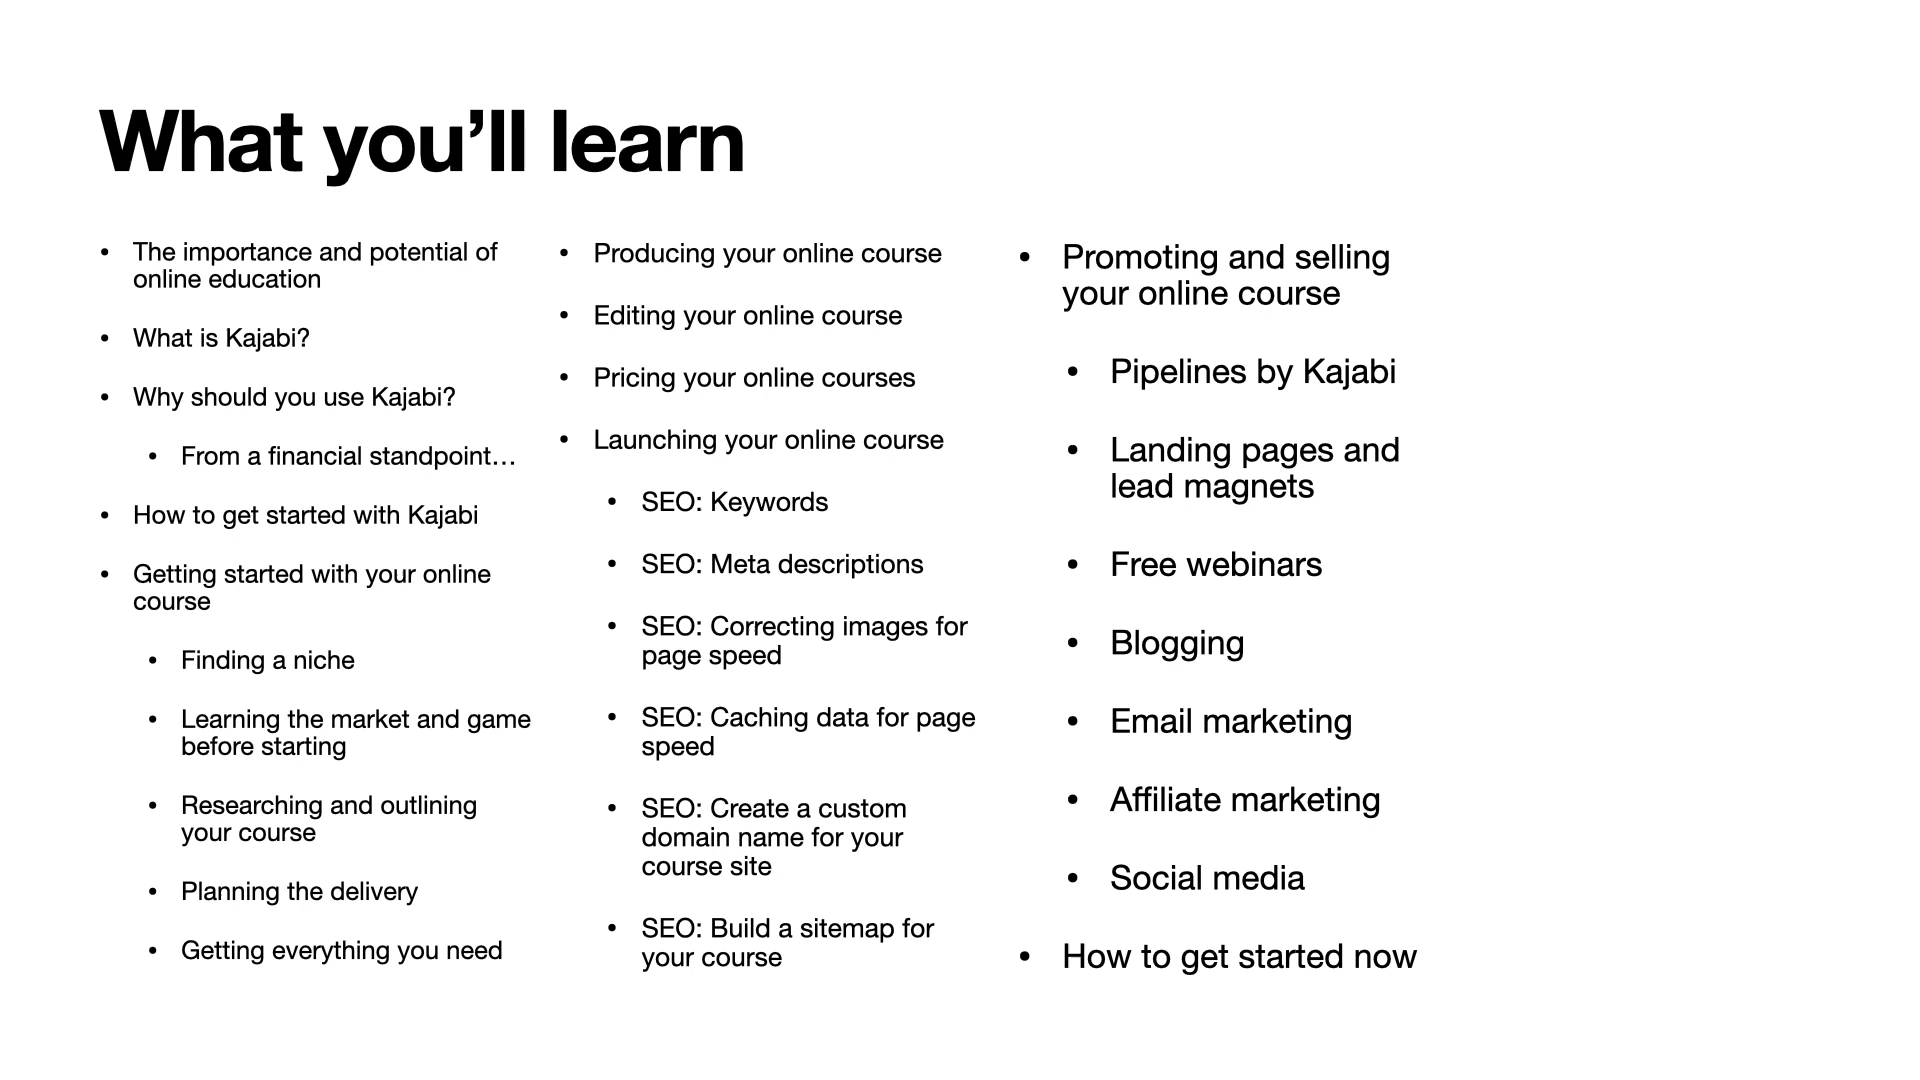 What you’ll learn
• The importance and potential of
online education
• What is Kajabi?
• Why should you use Kajabi?
• From a financial standpoint…
• How to get started with Kajabi
• Getting started with your online
course
• Finding a niche
• Learning the market and game
before starting
• Researching and outlining
your course
• Planning the delivery
• Getting everything you need
• Producing your online course
• Editing your online course
• Pricing your online courses
• Launching your online course
• SEO: Keywords
• SEO: Meta descriptions
• SEO: Correcting images for
page speed
• SEO: Caching data for page
speed
• SEO: Create a custom
domain name for your
course site
• SEO: Build a sitemap for
your course
• Promoting and selling
your online course
• Pipelines by Kajabi
• Landing pages and
lead magnets
• Free webinars
• Blogging
• Email marketing
• Affiliate marketing
• Social media
• How to get started now